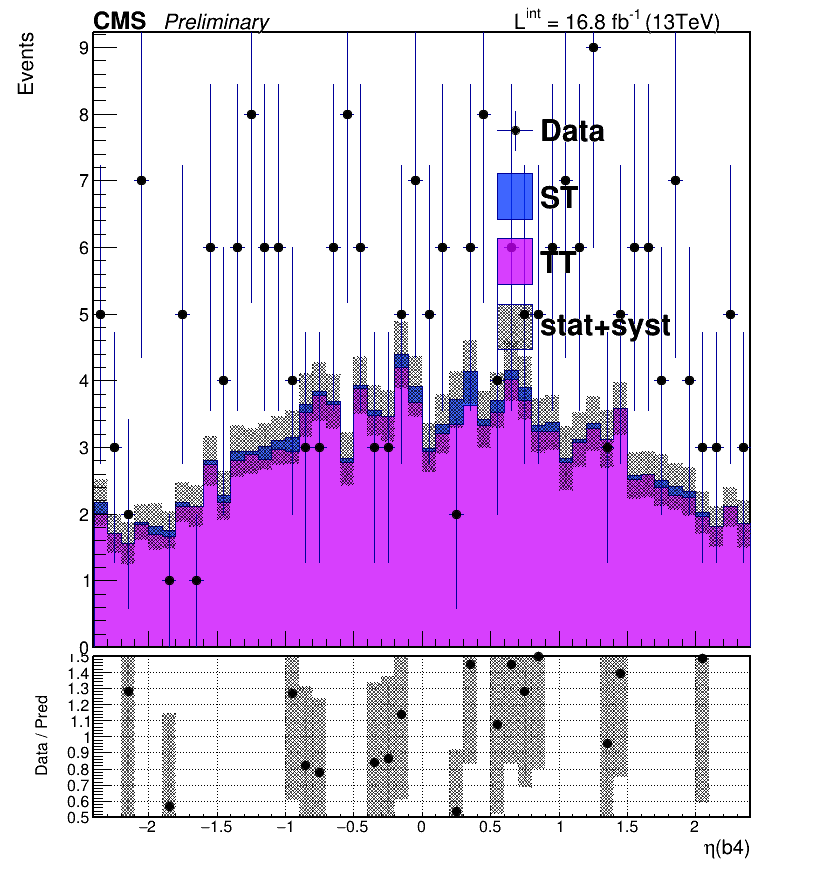 CMS Preliminary L^int = 16.8 fb^-1 (13TeV)
Events
9
8
7
6
5
4
3
2
1
0
Data
ST
TT
stat+syst
Data / Pred
1.5
1.4
1.3
1.2
1.1
1
0.9
0.8
0.7
0.6
0.5
−2 −1.5 −1 −0.5 0 0.5 1 1.5 2
η(b4)